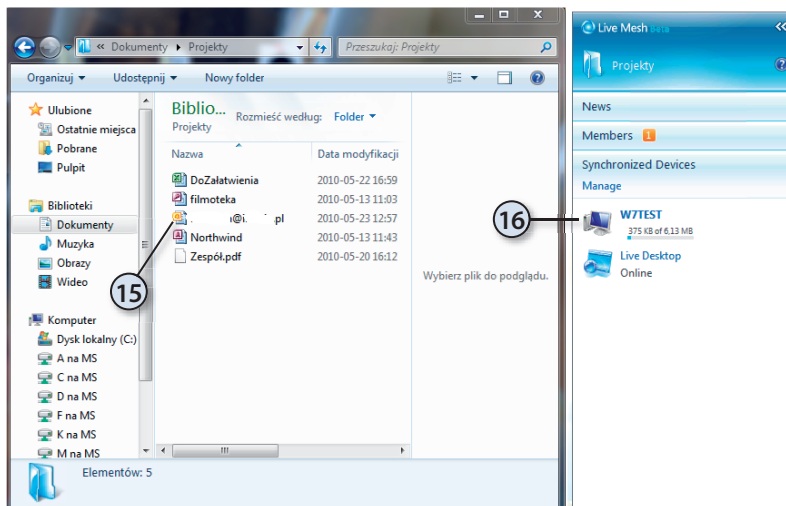 « Dokumenty ▸ Projekty
Przeszukaj: Projekty
Organizuj Udostępnij Nowy folder
Ulubione
Ostatnie miejsca
Pobrane
Pulpit
Biblioteki
Dokumenty
Muzyka
Obrazy
Wideo
Komputer
Dysk lokalny (C:)
A na MS
C na MS
D na MS
F na MS
K na MS
M na MS
Biblio...
Projekty
Rozmieść według: Folder
Nazwa Data modyfikacji
DoZałatwienia 2010-05-22 16:59
filmoteka 2010-05-13 11:03
@i. .pl 2010-05-23 12:57
Northwind 2010-05-13 11:43
Zespół.pdf 2010-05-20 16:12
Wybierz plik do podglądu.
Elementów: 5
15
Live Mesh Beta
Projekty
News
Members 1
Synchronized Devices
Manage
16
W7TEST
375 KB of 6,13 MB
Live Desktop
Online